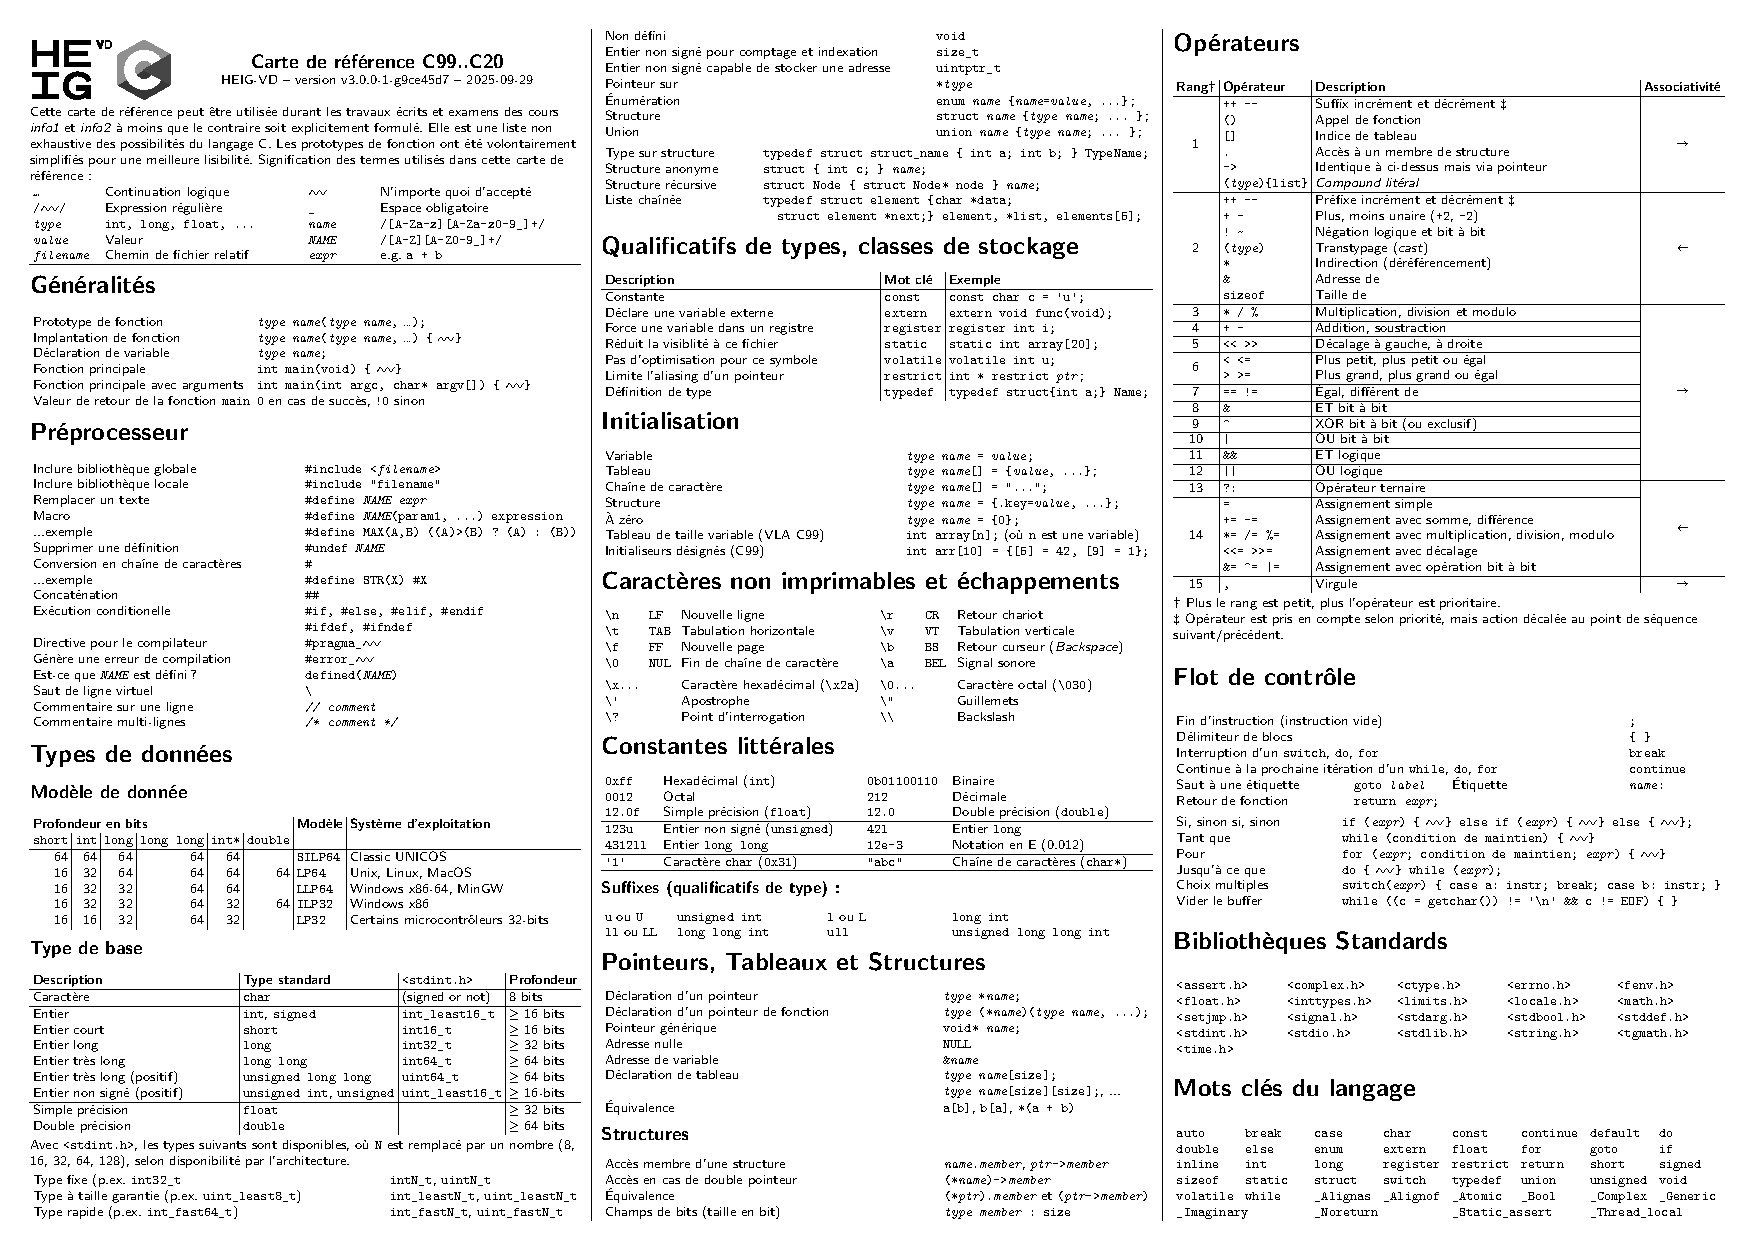 HE VD
IG
Carte de référence C99..C20
HEIG-VD – version v3.0.0-1-g9ce45d7 – 2025-09-29
Cette carte de référence peut être utilisée durant les travaux écrits et examens des cours
info1 et info2 à moins que le contraire soit explicitement formulé. Elle est une liste non
exhaustive des possibilités du langage C. Les prototypes de fonction ont été volontairement
simplifiés pour une meilleure lisibilité. Signification des termes utilisés dans cette carte de
référence :
… Continuation logique ∿∿ N'importe quoi d'accepté
/∿∿/ Expression régulière _ Espace obligatoire
type int, long, float, ... name /[A-Za-z][A-Za-z0-9_]+/
value Valeur NAME /[A-Z][A-Z0-9_]+/
filename Chemin de fichier relatif expr e.g. a + b
Généralités
Prototype de fonction type name(type name, …);
Implantation de fonction type name(type name, …) { ∿∿}
Déclaration de variable type name;
Fonction principale int main(void) { ∿∿}
Fonction principale avec arguments int main(int argc, char* argv[]) { ∿∿}
Valeur de retour de la fonction main 0 en cas de succès, !0 sinon
Préprocesseur
Inclure bibliothèque globale #include <filename>
Inclure bibliothèque locale #include "filename"
Remplacer un texte #define NAME expr
Macro #define NAME(param1, ...) expression
...exemple #define MAX(A,B) ((A)>(B) ? (A) : (B))
Supprimer une définition #undef NAME
Conversion en chaîne de caractères #
...exemple #define STR(X) #X
Concaténation ##
Exécution conditionelle #if, #else, #elif, #endif
#ifdef, #ifndef
Directive pour le compilateur #pragma_∿∿
Génère une erreur de compilation #error_∿∿
Est-ce que NAME est défini ? defined(NAME)
Saut de ligne virtuel \
Commentaire sur une ligne // comment
Commentaire multi-lignes /* comment */
Types de données
Modèle de donnée
Profondeur en bits Modèle Système d'exploitation
short int long long long int* double
64 64 64 64 64 SILP64 Classic UNICOS
16 32 64 64 64 64 LP64 Unix, Linux, MacOS
16 32 32 64 64 LLP64 Windows x86-64, MinGW
16 32 32 64 32 64 ILP32 Windows x86
16 16 32 64 32 LP32 Certains microcontrôleurs 32-bits
Type de base
Description Type standard <stdint.h> Profondeur
Caractère char (signed or not) 8 bits
Entier int, signed int_least16_t ≥ 16 bits
Entier court short int16_t ≥ 16 bits
Entier long long int32_t ≥ 32 bits
Entier très long long long int64_t ≥ 64 bits
Entier très long (positif) unsigned long long uint64_t ≥ 64 bits
Entier non signé (positif) unsigned int, unsigned uint_least16_t ≥ 16-bits
Simple précision float ≥ 32 bits
Double précision double ≥ 64 bits
Avec <stdint.h>, les types suivants sont disponibles, où N est remplacé par un nombre (8,
16, 32, 64, 128), selon disponibilité par l'architecture.
Type fixe (p.ex. int32_t intN_t, uintN_t
Type à taille garantie (p.ex. uint_least8_t) int_leastN_t, uint_leastN_t
Type rapide (p.ex. int_fast64_t) int_fastN_t, uint_fastN_t
Non défini void
Entier non signé pour comptage et indexation size_t
Entier non signé capable de stocker une adresse uintptr_t
Pointeur sur *type
Énumération enum name {name=value, ...};
Structure struct name {type name; ... };
Union union name {type name; ... };
Type sur structure typedef struct struct_name { int a; int b; } TypeName;
Structure anonyme struct { int c; } name;
Structure récursive struct Node { struct Node* node } name;
Liste chaînée typedef struct element {char *data;
struct element *next;} element, *list, elements[5];
Qualificatifs de types, classes de stockage
Description Mot clé Exemple
Constante const const char c = 'u';
Déclare une variable externe extern extern void func(void);
Force une variable dans un registre register register int i;
Réduit la visiblité à ce fichier static static int array[20];
Pas d'optimisation pour ce symbole volatile volatile int u;
Limite l'aliasing d'un pointeur restrict int * restrict ptr;
Définition de type typedef typedef struct{int a;} Name;
Initialisation
Variable type name = value;
Tableau type name[] = {value, ...};
Chaîne de caractère type name[] = "...";
Structure type name = {.key=value, ...};
À zéro type name = {0};
Tableau de taille variable (VLA C99) int array[n]; (où n est une variable)
Initialiseurs désignés (C99) int arr[10] = {[5] = 42, [9] = 1};
Caractères non imprimables et échappements
\n LF Nouvelle ligne \r CR Retour chariot
\t TAB Tabulation horizontale \v VT Tabulation verticale
\f FF Nouvelle page \b BS Retour curseur (Backspace)
\0 NUL Fin de chaîne de caractère \a BEL Signal sonore
\x... Caractère hexadécimal (\x2a) \0... Caractère octal (\030)
\' Apostrophe \" Guillemets
\? Point d'interrogation \\ Backslash
Constantes littérales
0xff Hexadécimal (int) 0b01100110 Binaire
0012 Octal 212 Décimale
12.0f Simple précision (float) 12.0 Double précision (double)
123u Entier non signé (unsigned) 42l Entier long
43121l Entier long long 12e-3 Notation en E (0.012)
'1' Caractère char (0x31) "abc" Chaîne de caractères (char*)
Suffixes (qualificatifs de type) :
u ou U unsigned int l ou L long int
ll ou LL long long int ull unsigned long long int
Pointeurs, Tableaux et Structures
Déclaration d'un pointeur type *name;
Déclaration d'un pointeur de fonction type (*name)(type name, ...);
Pointeur générique void* name;
Adresse nulle NULL
Adresse de variable &name
Déclaration de tableau type name[size];
type name[size][size];, …
Équivalence a[b], b[a], *(a + b)
Structures
Accès membre d'une structure name.member, ptr->member
Accès en cas de double pointeur (*name)->member
Équivalence (*ptr).member et (ptr->member)
Champs de bits (taille en bit) type member : size
Opérateurs
Rang† Opérateur Description Associativité
++ -- Suffix incrément et décrément ‡
() Appel de fonction
[] Indice de tableau
1 →
. Accès à un membre de structure
-> Identique à ci-dessus mais via pointeur
(type){list} Compound litéral
++ -- Préfixe incrément et décrément ‡
+ - Plus, moins unaire (+2, -2)
! ~ Négation logique et bit à bit
2 (type) Transtypage (cast) ←
* Indirection (déréférencement)
& Adresse de
sizeof Taille de
3 * / % Multiplication, division et modulo
4 + - Addition, soustraction
5 << >> Décalage à gauche, à droite
6 < <= Plus petit, plus petit ou égal
> >= Plus grand, plus grand ou égal
7 == != Égal, différent de →
8 & ET bit à bit
9 ^ XOR bit à bit (ou exclusif)
10 | OU bit à bit
11 && ET logique
12 || OU logique
13 ?: Opérateur ternaire
= Assignement simple
+= -= Assignement avec somme, différence ←
14 *= /= %= Assignement avec multiplication, division, modulo
<<= >>= Assignement avec décalage
&= ^= |= Assignement avec opération bit à bit
15 , Virgule →
† Plus le rang est petit, plus l'opérateur est prioritaire.
‡ Opérateur est pris en compte selon priorité, mais action décalée au point de séquence
suivant/précédent.
Flot de contrôle
Fin d'instruction (instruction vide) ;
Délimiteur de blocs { }
Interruption d'un switch, do, for break
Continue à la prochaine itération d'un while, do, for continue
Saut à une étiquette goto label Étiquette name:
Retour de fonction return expr;
Si, sinon si, sinon if (expr) { ∿∿} else if (expr) { ∿∿} else { ∿∿};
Tant que while (condition de maintien) { ∿∿}
Pour for (expr; condition de maintien; expr) { ∿∿}
Jusqu'à ce que do { ∿∿} while (expr);
Choix multiples switch(expr) { case a: instr; break; case b: instr; }
Vider le buffer while ((c = getchar()) != '\n' && c != EOF) { }
Bibliothèques Standards
<assert.h> <complex.h> <ctype.h> <errno.h> <fenv.h>
<float.h> <inttypes.h> <limits.h> <locale.h> <math.h>
<setjmp.h> <signal.h> <stdarg.h> <stdbool.h> <stddef.h>
<stdint.h> <stdio.h> <stdlib.h> <string.h> <tgmath.h>
<time.h>
Mots clés du langage
auto break case char const continue default do
double else enum extern float for goto if
inline int long register restrict return short signed
sizeof static struct switch typedef union unsigned void
volatile while _Alignas _Alignof _Atomic _Bool _Complex _Generic
_Imaginary _Noreturn _Static_assert _Thread_local